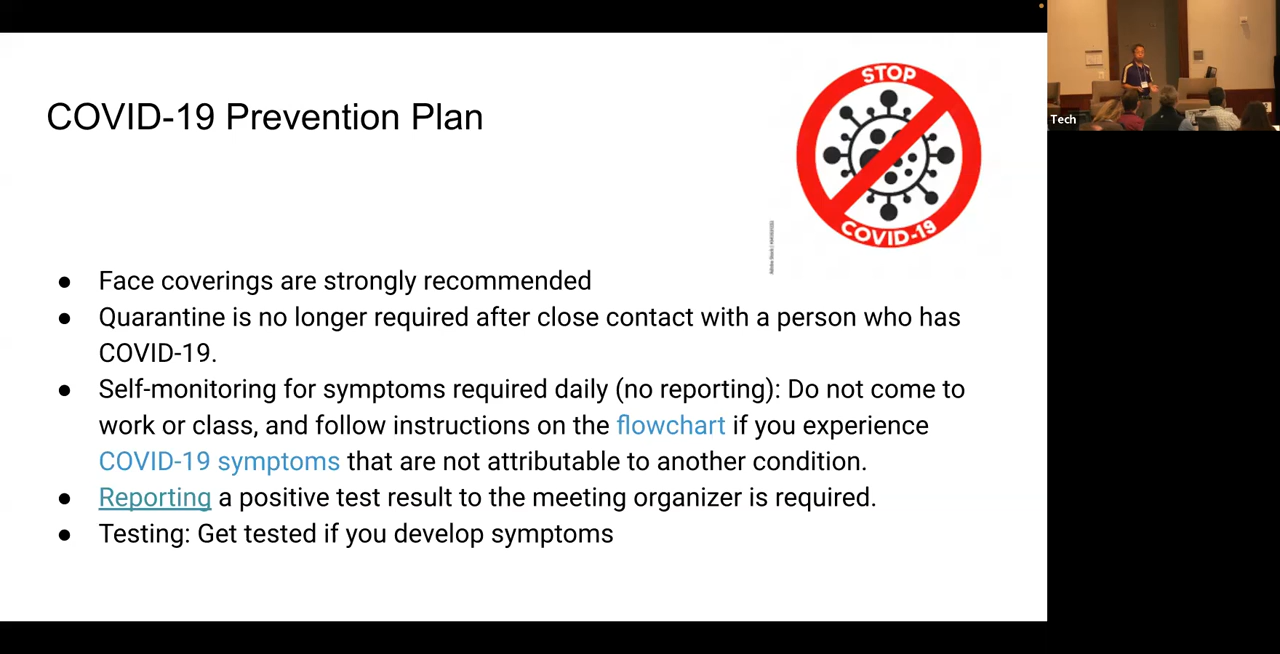 STOP
COVID-19 Prevention Plan
COVID-19
Tech
● Face coverings are strongly recommended
● Quarantine is no longer required after close contact with a person who has
COVID-19.
● Self-monitoring for symptoms required daily (no reporting): Do not come to
work or class, and follow instructions on the flowchart if you experience
COVID-19 symptoms that are not attributable to another condition.
● Reporting a positive test result to the meeting organizer is required.
● Testing: Get tested if you develop symptoms